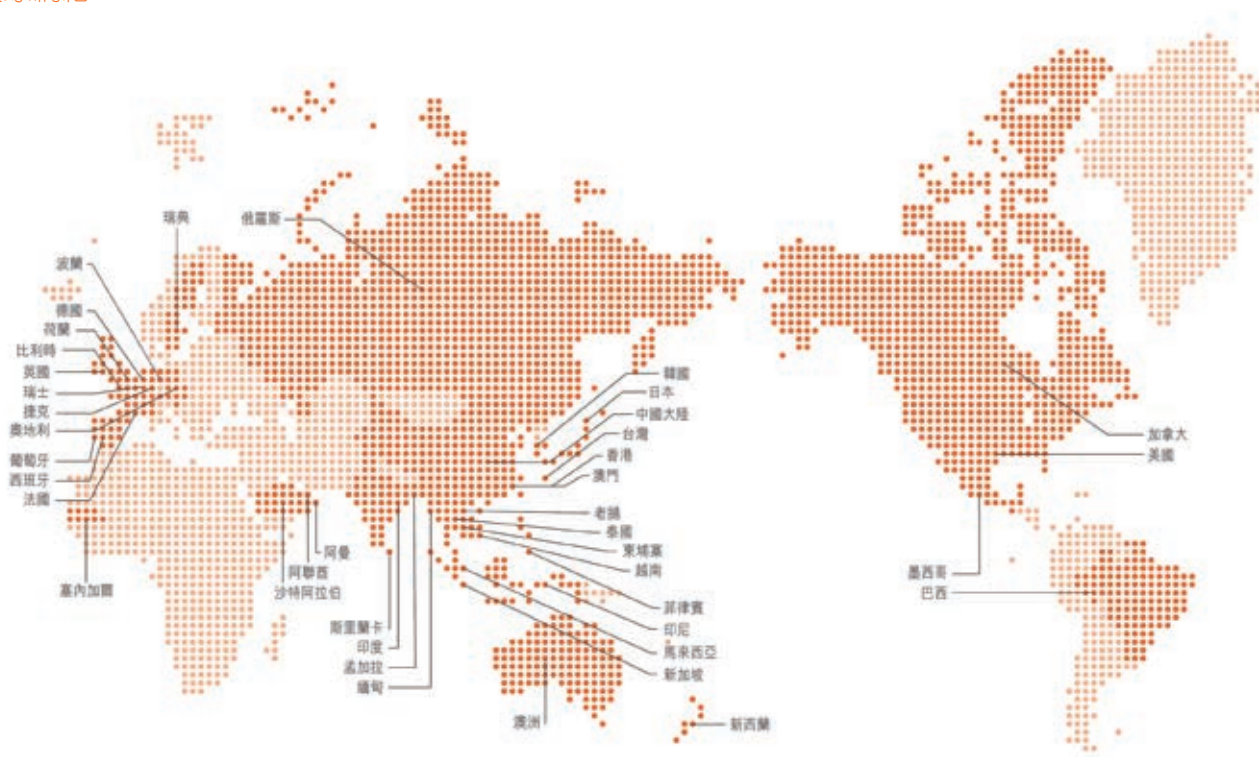 瑞典
俄羅斯
波蘭
德國
荷蘭
比利時
英國
瑞士
捷克
奧地利
葡萄牙
西班牙
法國
韓國
日本
中國大陸
台灣
香港
澳門
加拿大
美國
老撾
泰國
柬埔寨
越南
阿曼
阿聯酋
沙特阿拉伯
塞內加爾
墨西哥
巴西
菲律賓
印尼
馬來西亞
新加坡
斯里蘭卡
印度
孟加拉
緬甸
澳洲
新西蘭